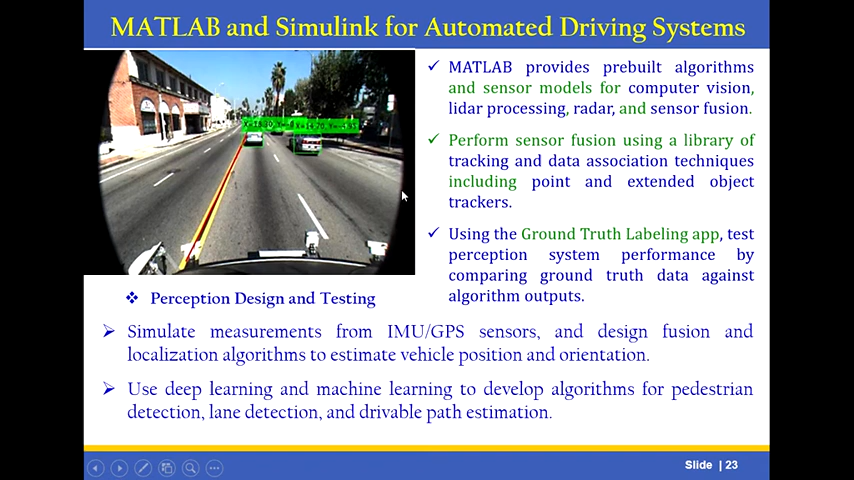 MATLAB and Simulink for Automated Driving Systems
✓ MATLAB provides prebuilt algorithms
and sensor models for computer vision,
lidar processing, radar, and sensor fusion.
✓ Perform sensor fusion using a library of
tracking and data association techniques
including point and extended object
trackers.
✓ Using the Ground Truth Labeling app, test
perception system performance by
comparing ground truth data against
algorithm outputs.
❖ Perception Design and Testing
➢ Simulate measurements from IMU/GPS sensors, and design fusion and
localization algorithms to estimate vehicle position and orientation.
➢ Use deep learning and machine learning to develop algorithms for pedestrian
detection, lane detection, and drivable path estimation.
Slide | 23